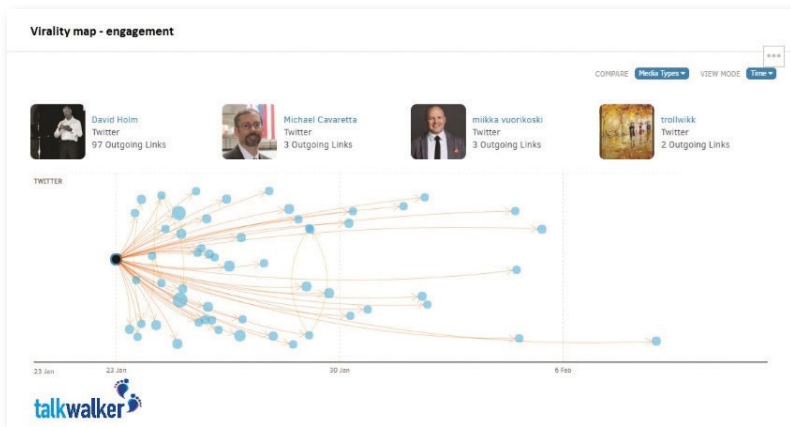 Virality map - engagement
•••
COMPARE Media Types VIEW MODE Time
David Holm
Twitter
97 Outgoing Links
Michael Cavaretta
Twitter
3 Outgoing Links
miikka vuorikoski
Twitter
3 Outgoing Links
trollwikk
Twitter
2 Outgoing Links
TWITTER
23 Jan 23 Jan 30 Jan 6 Feb
talkwalker